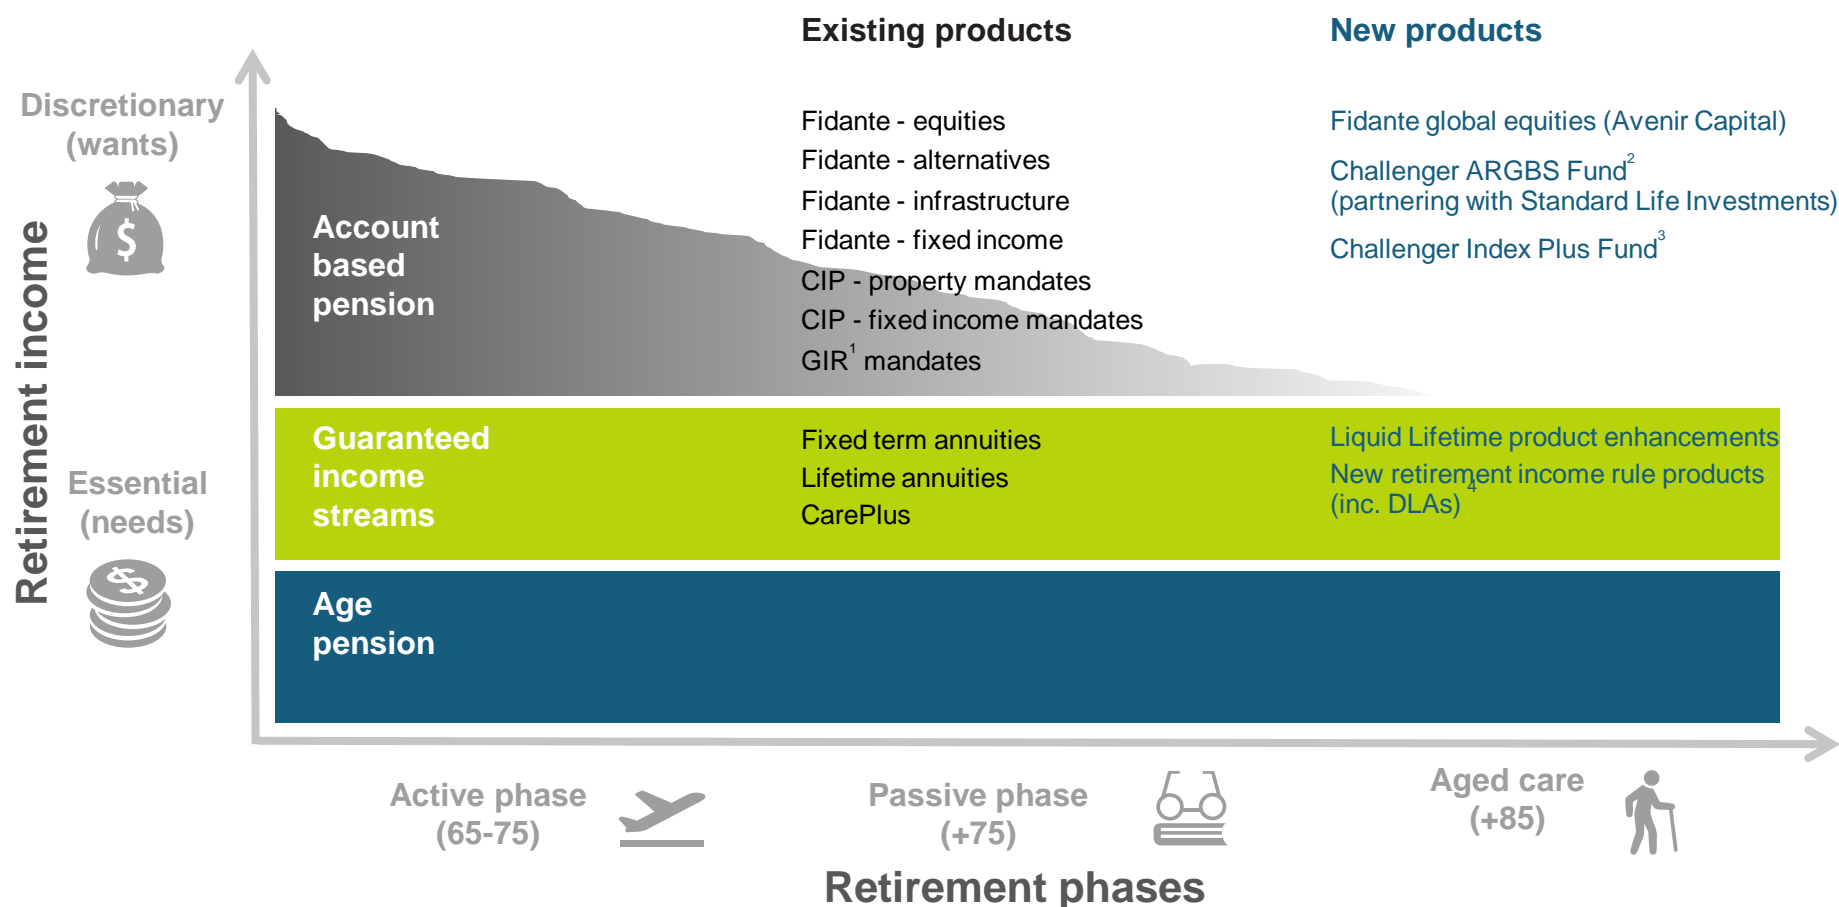 Existing products
New products
Discretionary
(wants)
$
Retirement income
Essential
(needs)
$
Account
based
pension
Fidante - equities
Fidante - alternatives
Fidante - infrastructure
Fidante - fixed income
CIP - property mandates
CIP - fixed income mandates
GIR¹ mandates
Fidante global equities (Avenir Capital)
Challenger ARGBS Fund²
(partnering with Standard Life Investments)
Challenger Index Plus Fund³
Guaranteed
income
streams
Fixed term annuities
Lifetime annuities
CarePlus
Liquid Lifetime product enhancements
New retirement income rule products
(inc. DLAs)⁴
Age
pension
Active phase
(65-75)
Passive phase
(+75)
Aged care
(+85)
Retirement phases